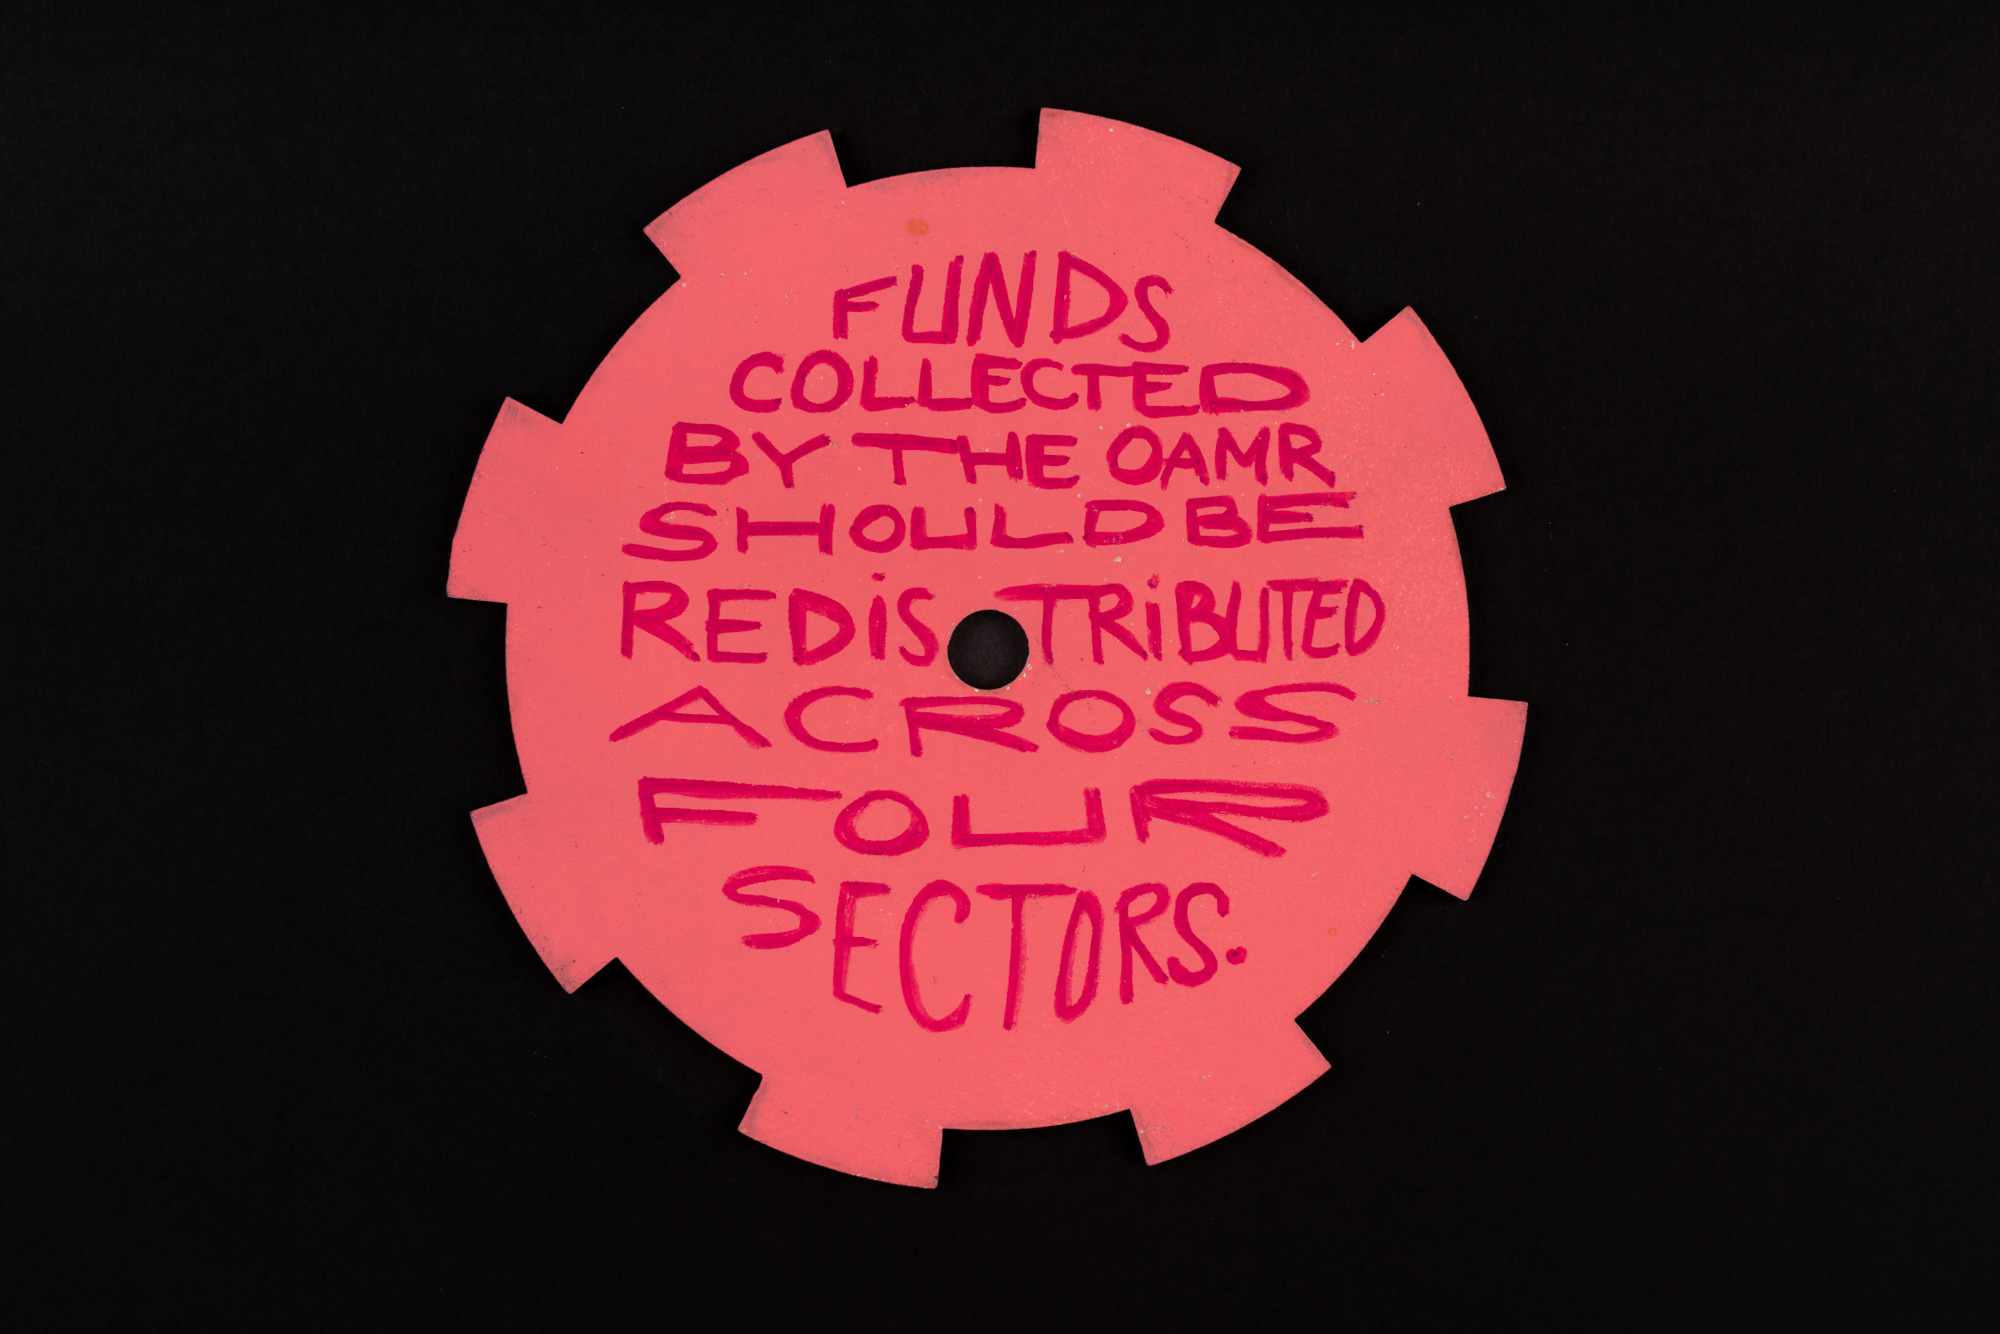 FUNDS
COLLECTED
BY THE OAMR
SHOULD BE
REDiS TRiBUTED
ACROSS
FOUR
SECTORS.